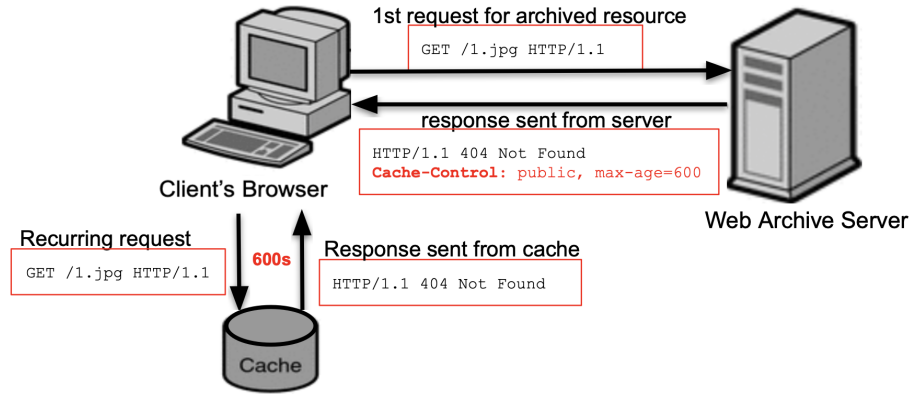 1st request for archived resource
GET /1.jpg HTTP/1.1
response sent from server
HTTP/1.1 404 Not Found
Cache-Control: public, max-age=600
Client's Browser
Web Archive Server
Recurring request
GET /1.jpg HTTP/1.1
600s
Response sent from cache
HTTP/1.1 404 Not Found
Cache